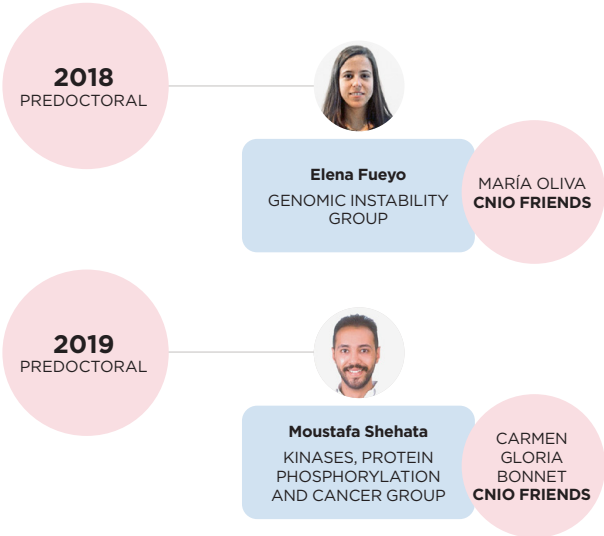 2018
PREDOCTORAL
Elena Fueyo
GENOMIC INSTABILITY
GROUP
MARÍA OLIVA
CNIO FRIENDS
2019
PREDOCTORAL
Moustafa Shehata
KINASES, PROTEIN
PHOSPHORYLATION
AND CANCER GROUP
CARMEN
GLORIA
BONNET
CNIO FRIENDS